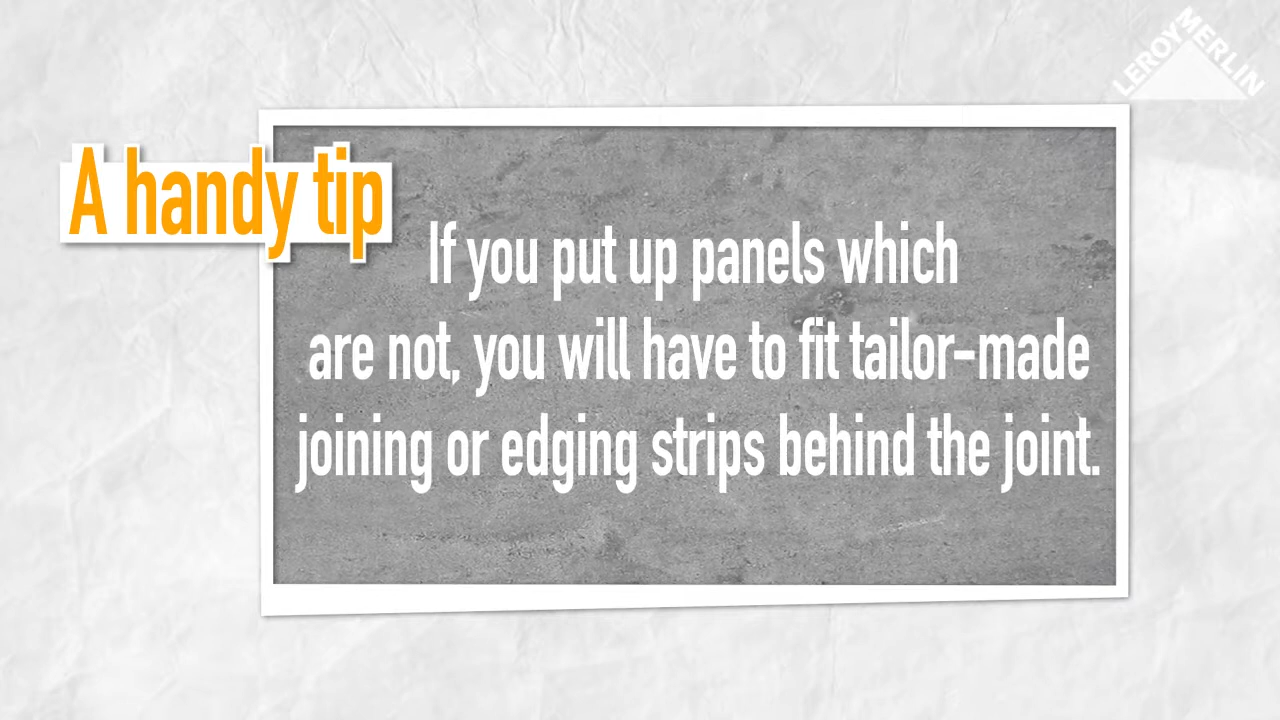 LEROY MERLIN
A handy tip
If you put up panels which
are not, you will have to fit tailor-made
joining or edging strips behind the joint.